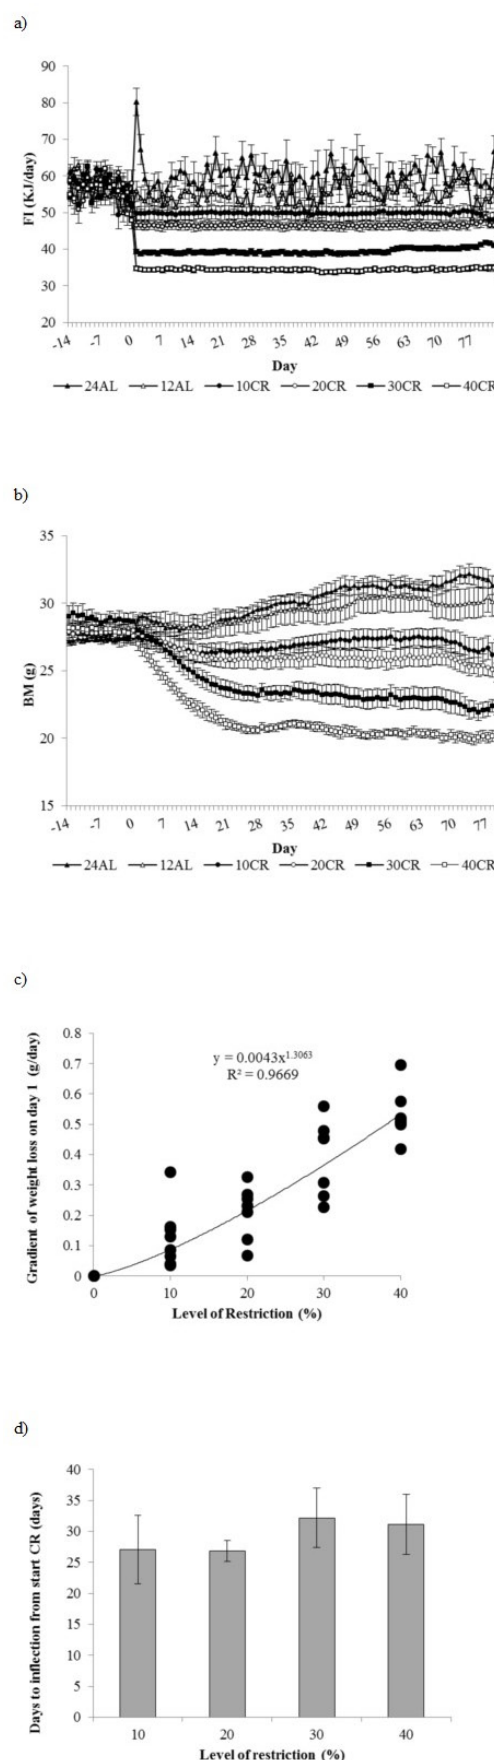 a)
90
80
70
60
50
40
30
20
FI (KJ/day)
-14 -7 0 7 14 21 28 35 42 49 56 63 70 77
Day
24AL 12AL 10CR 20CR 30CR 40CR
b)
35
30
25
20
15
BM (g)
-14 -7 0 7 14 21 28 35 42 49 56 63 70 77
Day
24AL 12AL 10CR 20CR 30CR 40CR
c)
0.8
0.7
0.6
0.5
0.4
0.3
0.2
0.1
0
Gradient of weight loss on day 1 (g/day)
y = 0.0043x^1.3063
R² = 0.9669
0 10 20 30 40
Level of Restriction (%)
d)
40
35
30
25
20
15
10
5
0
Days to inflection from start CR (days)
10 20 30 40
Level of restriction (%)